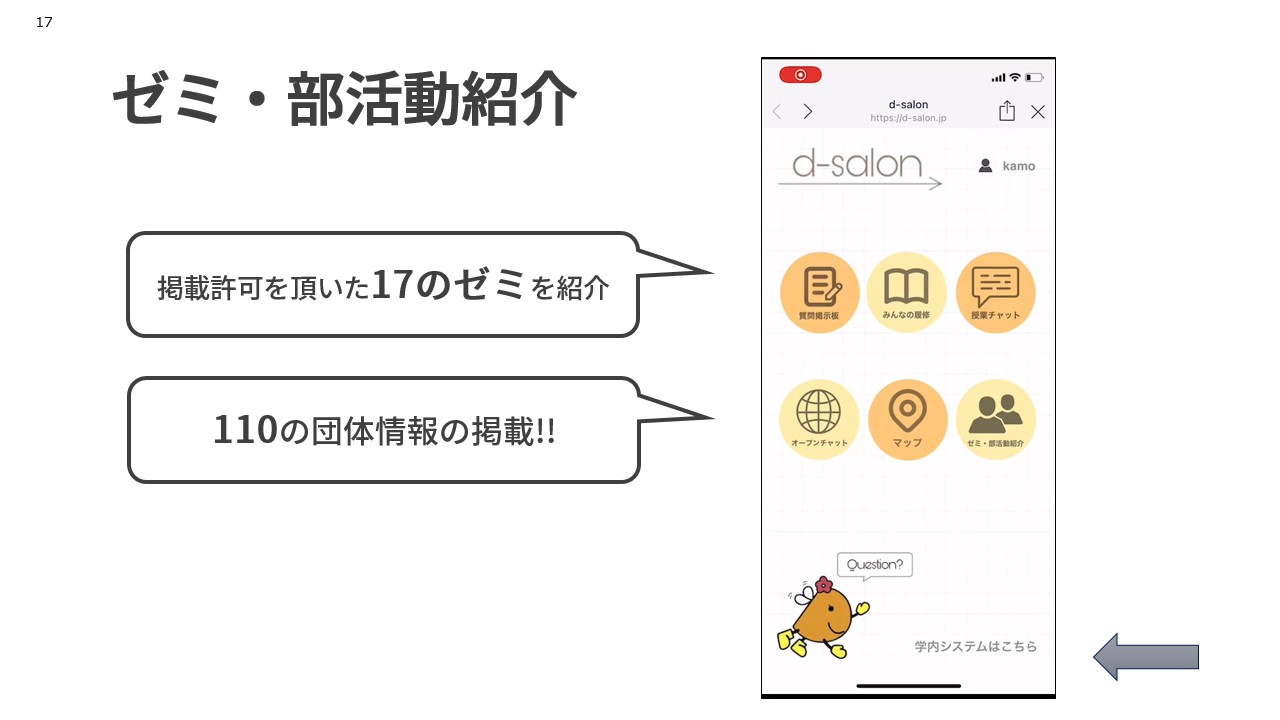 17
ゼミ・部活動紹介
掲載許可を頂いた17のゼミを紹介
110の団体情報の掲載!!
d-salon
https://d-salon.jp
d-salon
kamo
質問掲示板
みんなの履修
授業チャット
オープンチャット
マップ
ゼミ・部活動紹介
Question?
学内システムはこちら